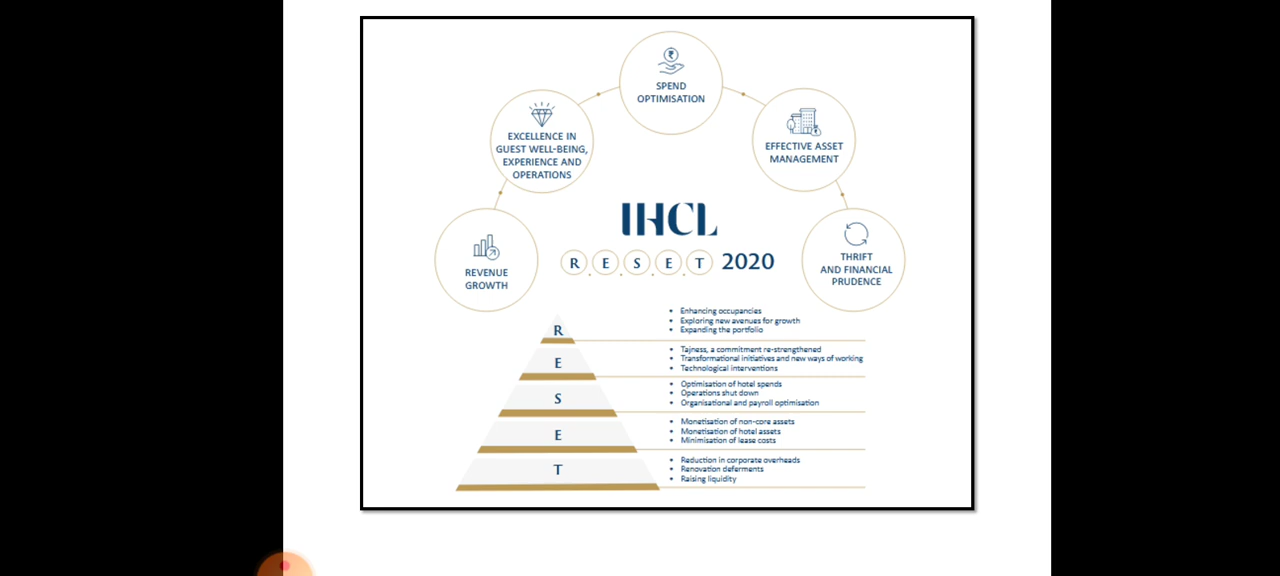 SPEND
OPTIMISATION
EXCELLENCE IN
GUEST WELL-BEING,
EXPERIENCE AND
OPERATIONS
EFFECTIVE ASSET
MANAGEMENT
REVENUE
GROWTH
THRIFT
AND FINANCIAL
PRUDENCE
IHCL
R.E.S.E.T 2020
R
• Enhancing occupancies
• Exploring new avenues for growth
• Expanding the portfolio
E
• Tajness, a commitment re-strengthened
• Transformational initiatives and new ways of working
• Technological interventions
S
• Optimisation of hotel spends
• Operations shut down
• Organisational and payroll optimisation
E
• Monetisation of non-core assets
• Monetisation of hotel assets
• Minimisation of lease costs
T
• Reduction in corporate overheads
• Renovation deferments
• Raising liquidity